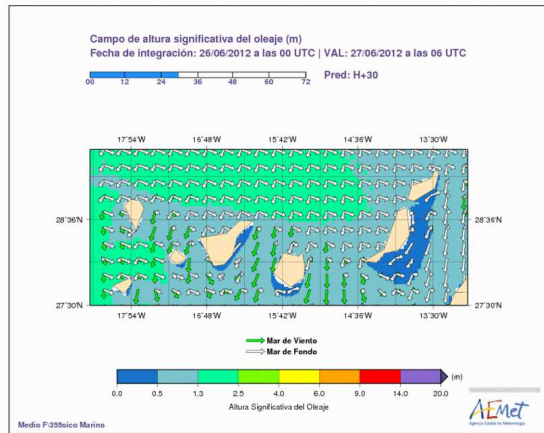 Campo de altura significativa del oleaje (m)
Fecha de integración: 26/06/2012 a las 00 UTC | VAL: 27/06/2012 a las 06 UTC
Pred: H+30
00 12 24 36 48 60 72
17°54'W 16°48'W 15°42'W 14°36'W 13°30'W
28°36'N 28°36'N
27°30'N 27°30'N
17°54'W 16°48'W 15°42'W 14°36'W 13°30'W
Mar de Viento
Mar de Fondo
(m)
0.0 0.5 1.3 2.5 4.0 6.0 9.0 14.0 20.0
Altura Significativa del Oleaje
AEMet
Agencia Estatal de Meteorología
Medio F\355sico Marino